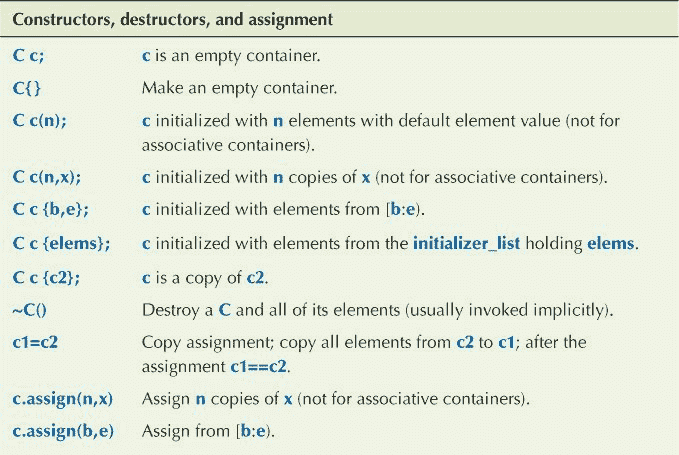 Constructors, destructors, and assignment
C c; c is an empty container.
C{} Make an empty container.
C c(n); c initialized with n elements with default element value (not for
associative containers).
C c(n,x); c initialized with n copies of x (not for associative containers).
C c {b,e}; c initialized with elements from [b:e).
C c {elems}; c initialized with elements from the initializer_list holding elems.
C c {c2}; c is a copy of c2.
~C() Destroy a C and all of its elements (usually invoked implicitly).
c1=c2 Copy assignment; copy all elements from c2 to c1; after the
assignment c1==c2.
c.assign(n,x) Assign n copies of x (not for associative containers).
c.assign(b,e) Assign from [b:e).